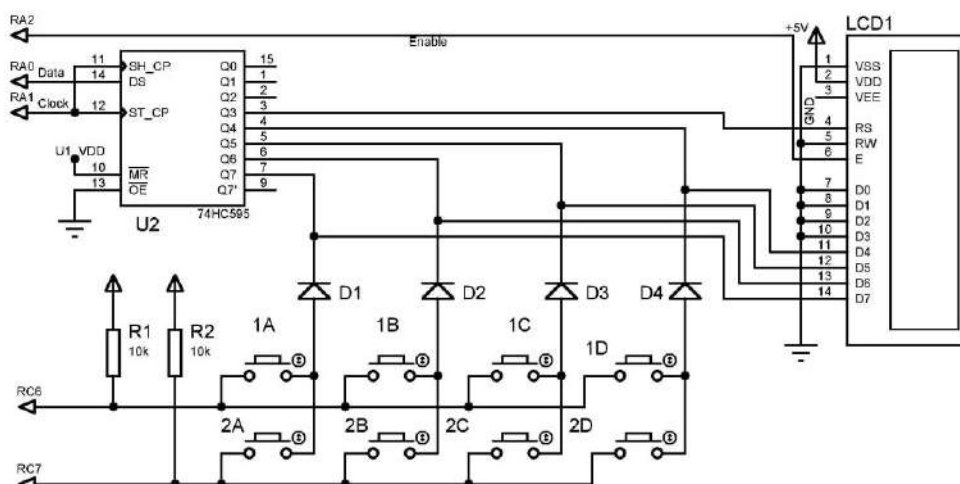 RA2
Enable
+5V
LCD1
RA0 Data
RA1 Clock
11 SH_CP
14 DS
12 ST_CP
U1_VDD
10 MR
13 OE
Q0 15
Q1 1
Q2 2
Q3 3
Q4 4
Q5 5
Q6 6
Q7 7
Q7' 9
U2
74HC595
GND
1 VSS
2 VDD
3 VEE
4 RS
5 RW
6 E
7 D0
8 D1
9 D2
10 D3
11 D4
12 D5
13 D6
14 D7
D1
D2
D3
D4
R1
10k
R2
10k
1A
1B
1C
1D
RC6
2A
2B
2C
2D
RC7